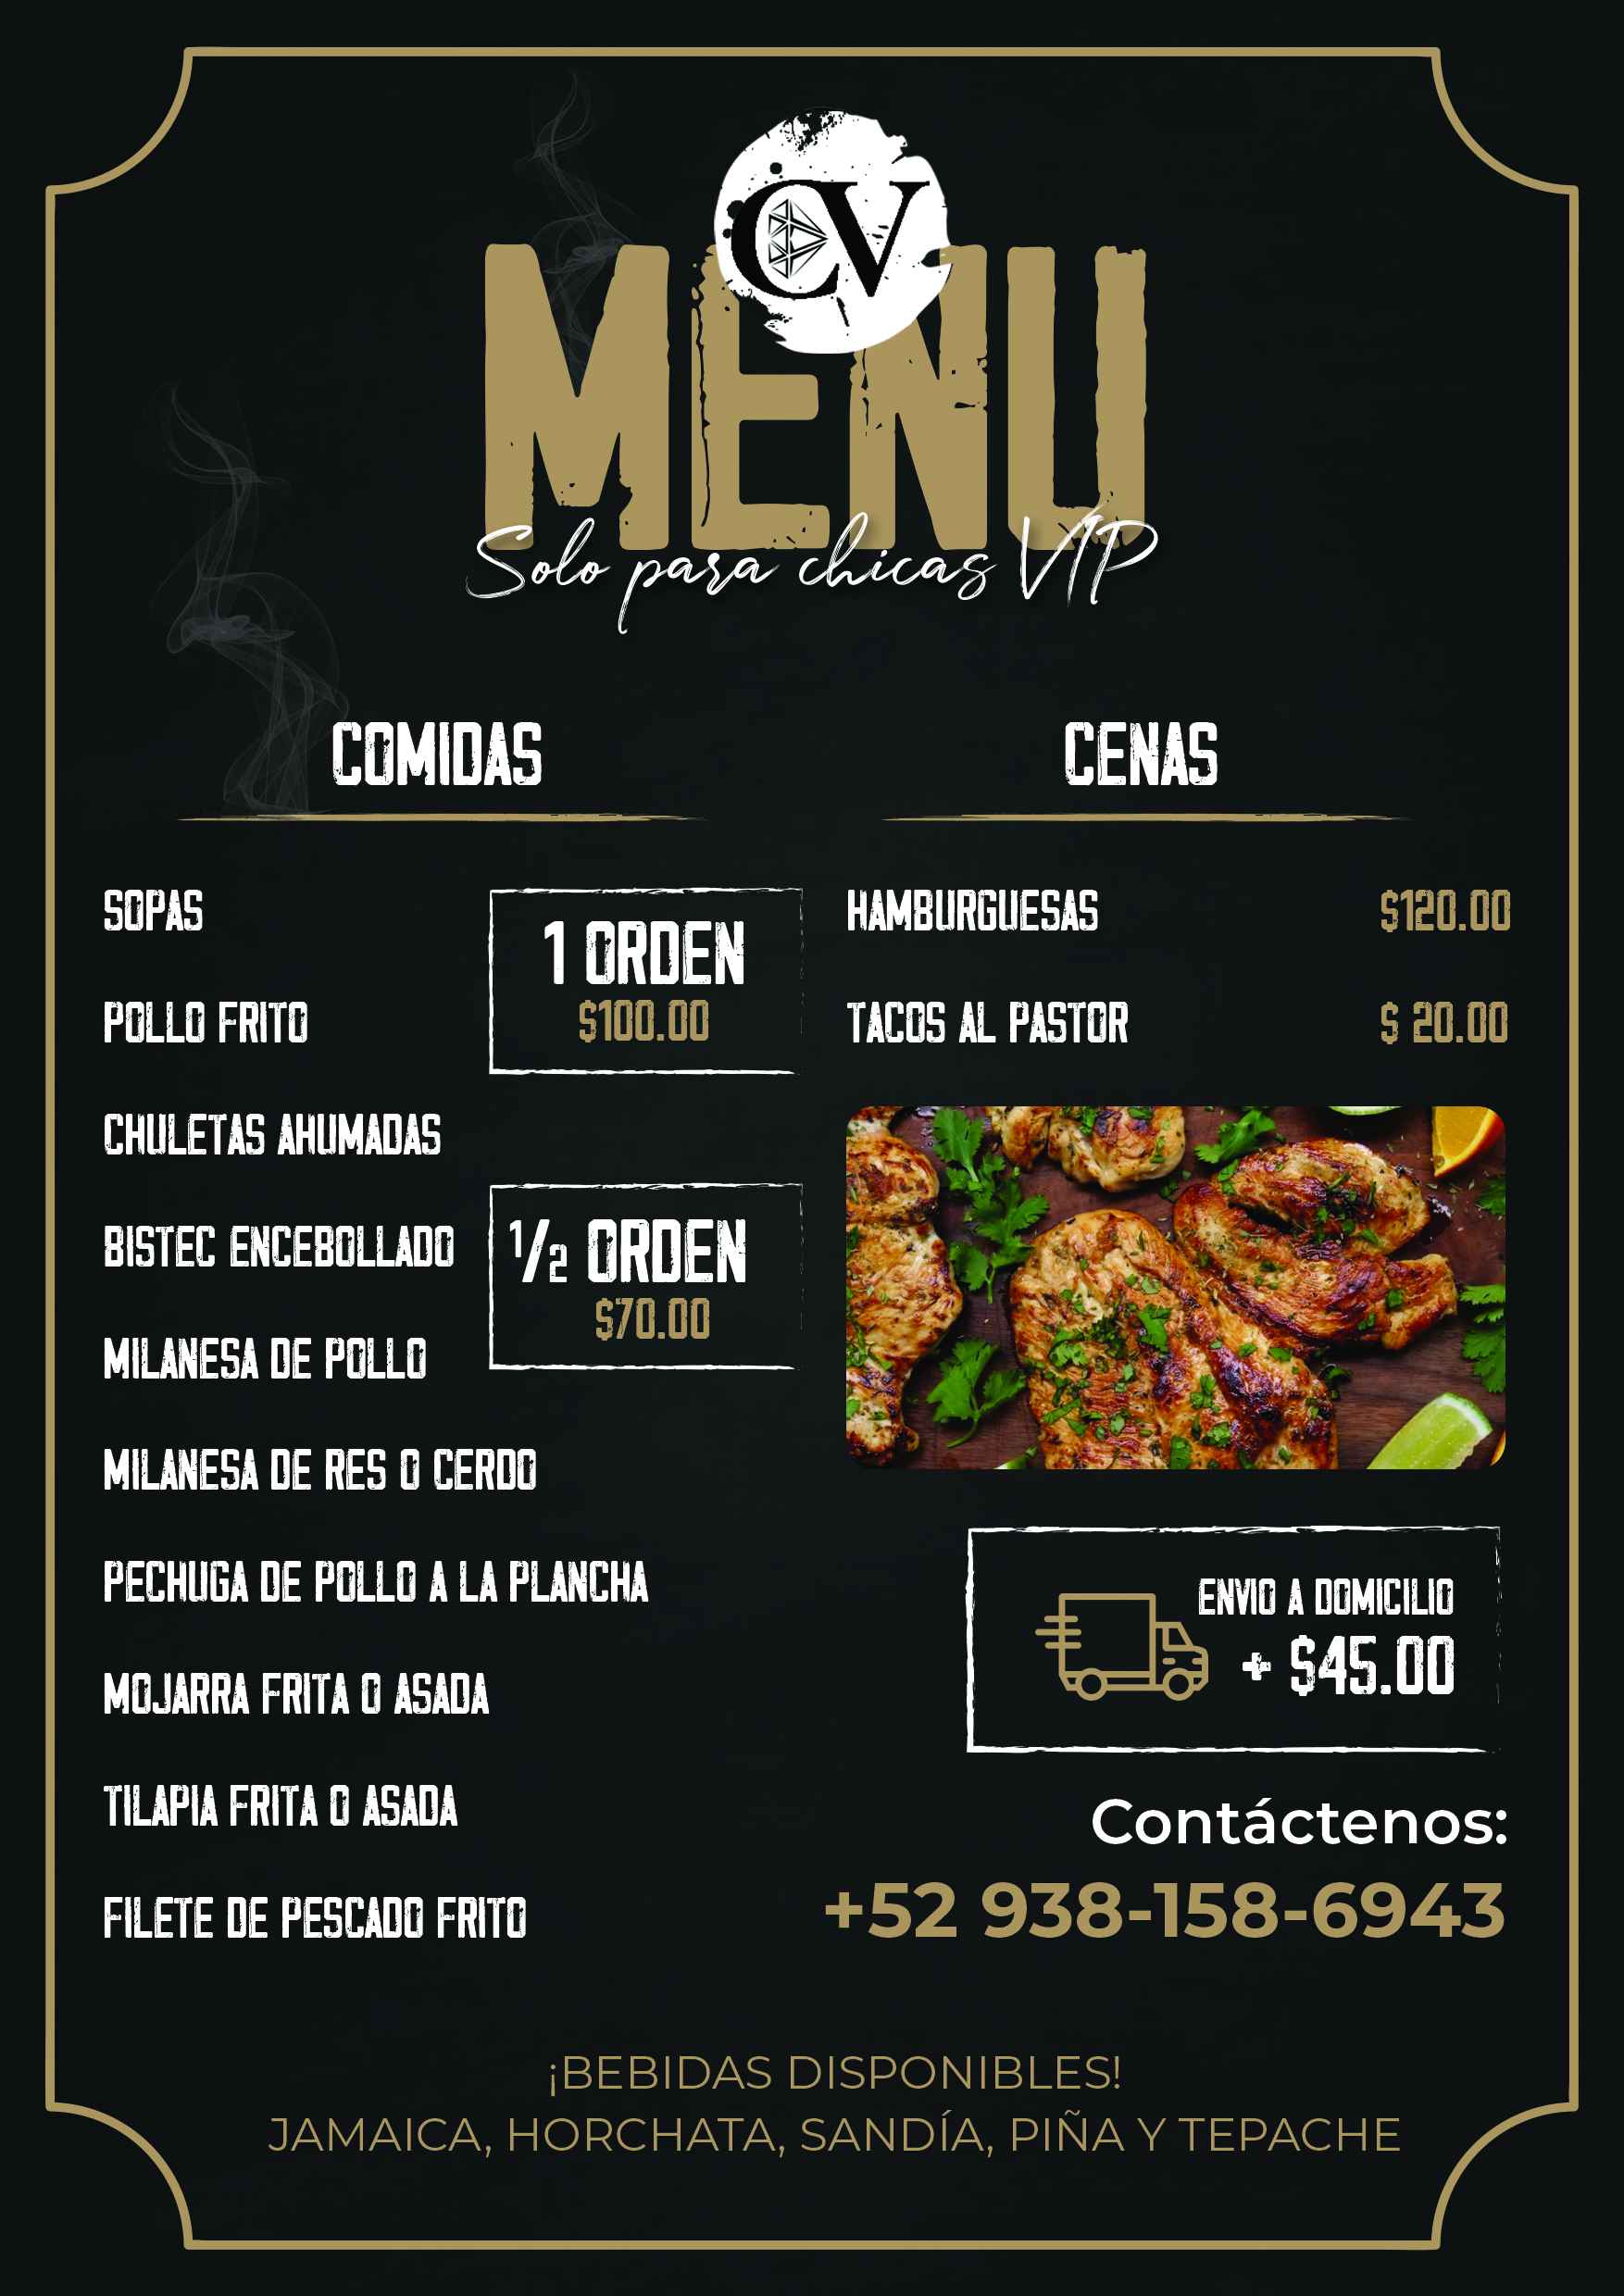 CV
MENU
Solo para chicas VIP
COMIDAS
SOPAS
POLLO FRITO
CHULETAS AHUMADAS
BISTEC ENCEBOLLADO
MILANESA DE POLLO
MILANESA DE RES O CERDO
PECHUGA DE POLLO A LA PLANCHA
MOJARRA FRITA O ASADA
TILAPIA FRITA O ASADA
FILETE DE PESCADO FRITO
1 ORDEN
$100.00
½ ORDEN
$70.00
CENAS
HAMBURGUESAS $120.00
TACOS AL PASTOR $ 20.00
ENVIO A DOMICILIO
+ $45.00
Contáctenos:
+52 938-158-6943
¡BEBIDAS DISPONIBLES!
JAMAICA, HORCHATA, SANDÍA, PIÑA Y TEPACHE